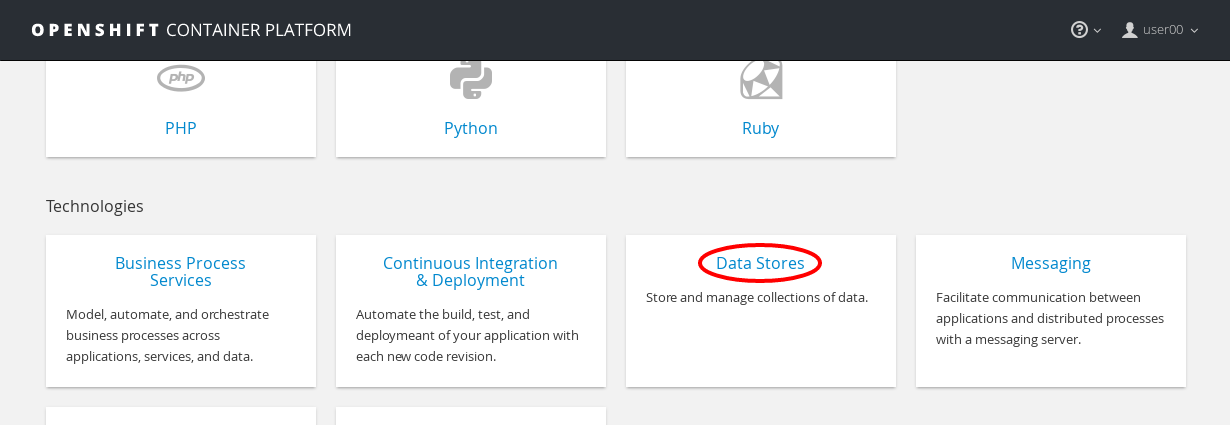 OPENSHIFT CONTAINER PLATFORM
? user00
php
PHP
Python
Ruby
Technologies
Business Process
Services
Model, automate, and orchestrate
business processes across
applications, services, and data.
Continuous Integration
& Deployment
Automate the build, test, and
deploymeant of your application with
each new code revision.
Data Stores
Store and manage collections of data.
Messaging
Facilitate communication between
applications and distributed processes
with a messaging server.